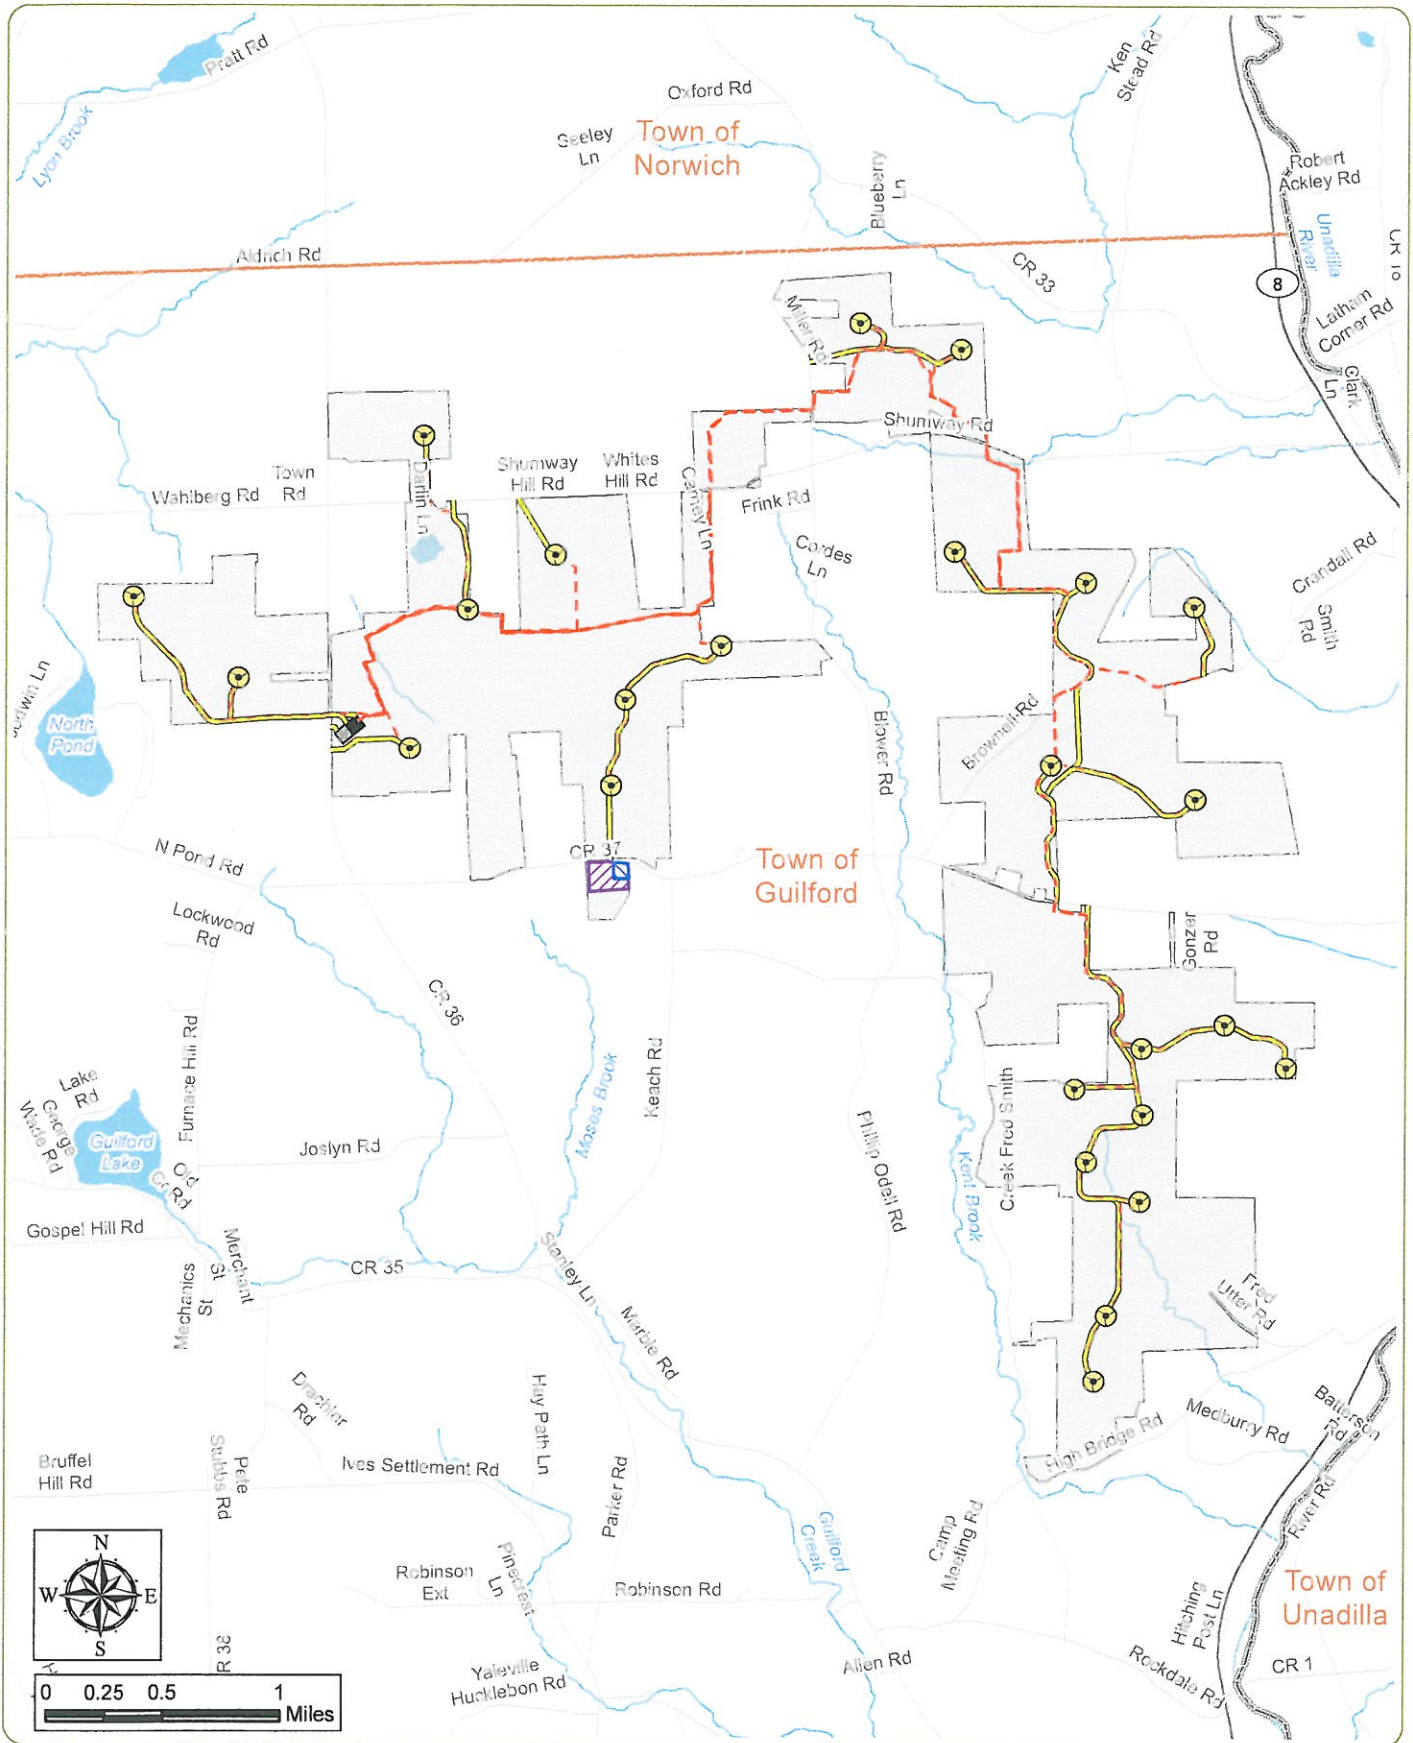 Pratt Rd
Lyon Brook
Oxford Rd
Seeley
Ln
Town of
Norwich
Ken
Stead Rd
Blueberry
Ln
Robert
Ackley Rd
Unadilla
River
CR 18
Aldrich Rd
CR 33
8
Latham
Corner Rd
Clark
Ln
Miller Rd
Shumway Rd
Shumway
Hill Rd
Whites
Hill Rd
Town
Rd
Wahlberg Rd
Darlin Ln
Camey Ln
Frink Rd
Cordes
Ln
Crandall Rd
Smith
Rd
North
Pond
Brownell Rd
Blower Rd
N Pond Rd
CR 37
Town of
Guilford
Lockwood
Rd
Gonzer
Rd
CR 36
Furnace Hill Rd
Keach Rd
Moses Brook
Creek Fred Smith
Lake
Rd
George
Wade Rd
Guilford
Lake
Old
Cr Rd
Joslyn Rd
Phillip Odell Rd
Kent Brook
Gospel Hill Rd
Merchant
St
Mechanics
St
CR 35
Stanley Ln
Marble Rd
Fred
Utter Rd
Drachler
Rd
Hay Path Ln
Medburry Rd
Batterson
Rd
High Bridge Rd
Bruffel
Hill Rd
Pete
Stubbs Rd
Ives Settlement Rd
Parker Rd
River Rd
Guilford
Creek
Camp
Meeting Rd
N
W
E
S
Robinson
Ext
Pinecrest
Ln
Robinson Rd
Hitching
Post Ln
Town of
Unadilla
R 38
Yaleville
Hucklebon Rd
Allen Rd
Rockdale Rd
CR 1
0 0.25 0.5 1
Miles